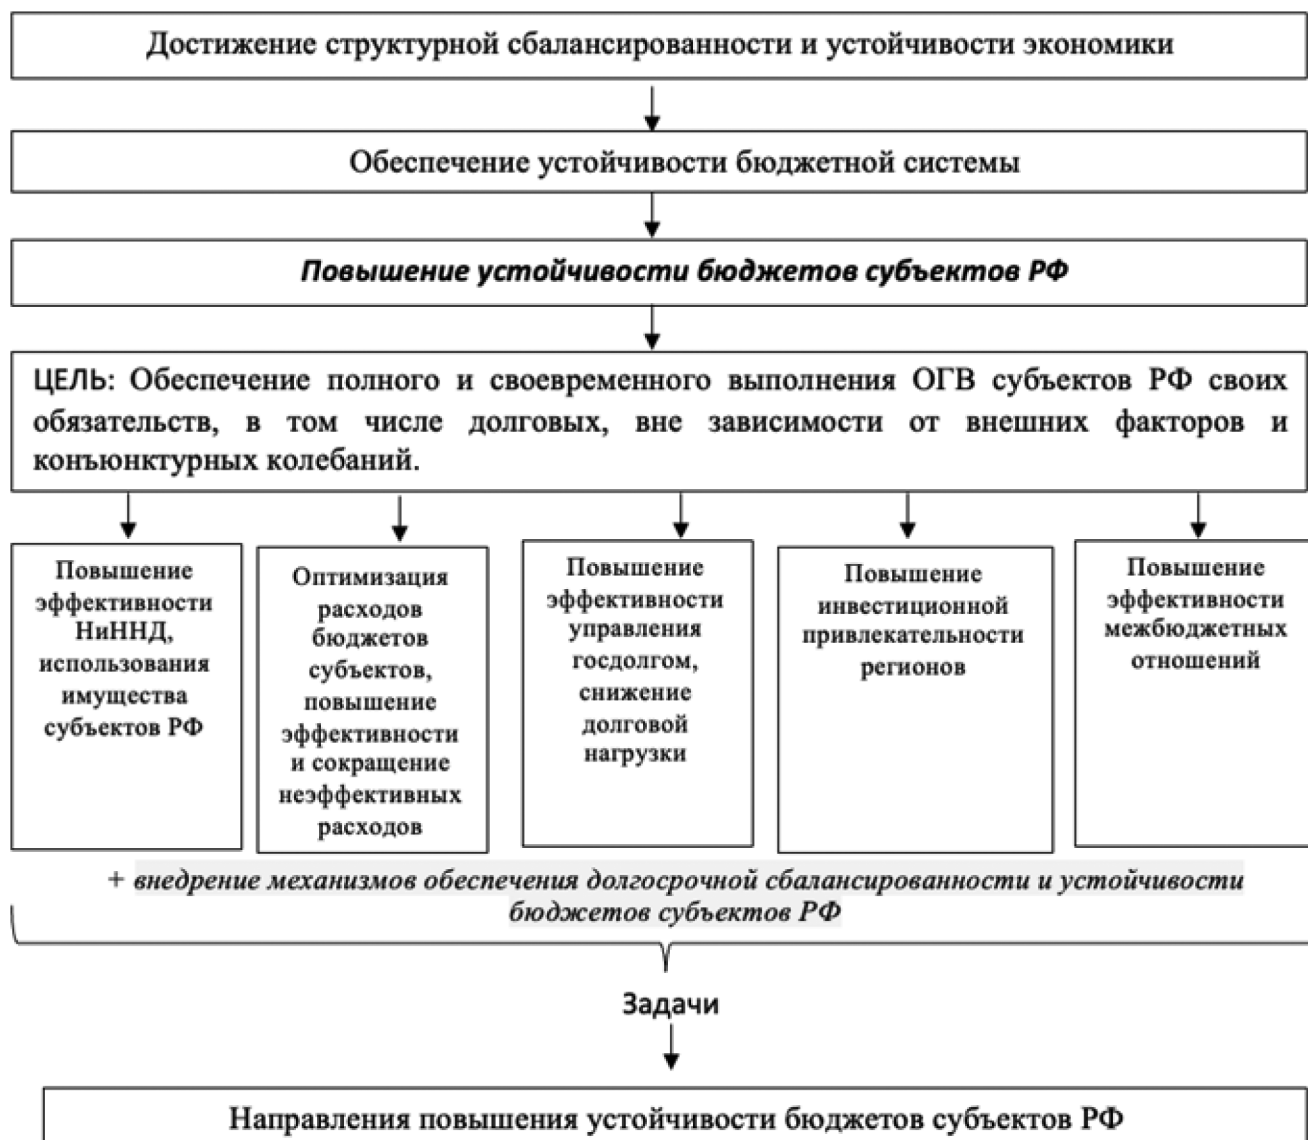 Достижение структурной сбалансированности и устойчивости экономики
Обеспечение устойчивости бюджетной системы
Повышение устойчивости бюджетов субъектов РФ
ЦЕЛЬ: Обеспечение полного и своевременного выполнения ОГВ субъектов РФ своих
обязательств, в том числе долговых, вне зависимости от внешних факторов и
конъюнктурных колебаний.
Повышение
эффективности
НиННД,
использования
имущества
субъектов РФ
Оптимизация
расходов
бюджетов
субъектов,
повышение
эффективности
и сокращение
неэффективных
расходов
Повышение
эффективности
управления
госдолгом,
снижение
долговой
нагрузки
Повышение
инвестиционной
привлекательности
регионов
Повышение
эффективности
межбюджетных
отношений
+ внедрение механизмов обеспечения долгосрочной сбалансированности и устойчивости
бюджетов субъектов РФ
Задачи
Направления повышения устойчивости бюджетов субъектов РФ